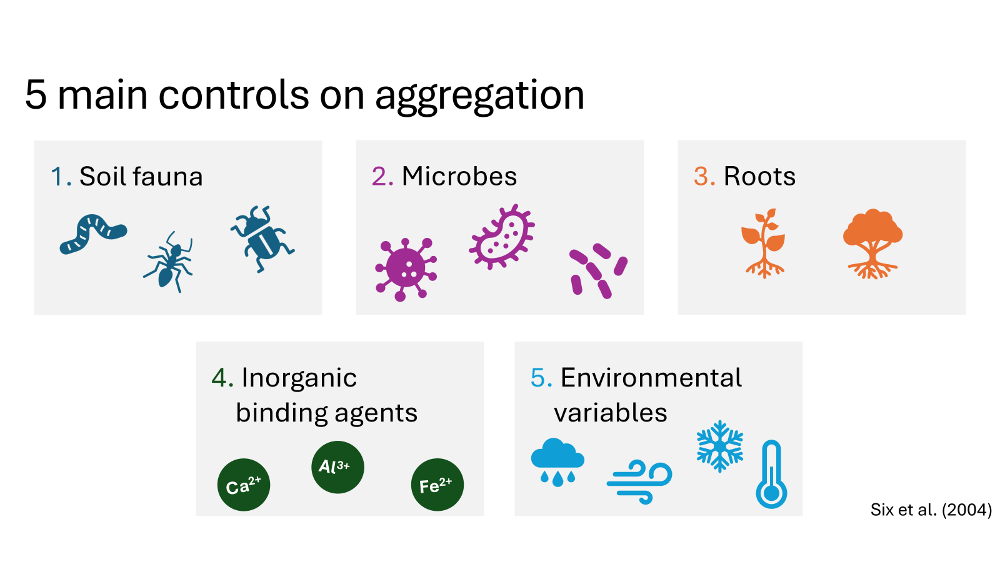 5 main controls on aggregation
1. Soil fauna
2. Microbes
3. Roots
4. Inorganic
binding agents
Ca²⁺
Al³⁺
Fe²⁺
5. Environmental
variables
Six et al. (2004)